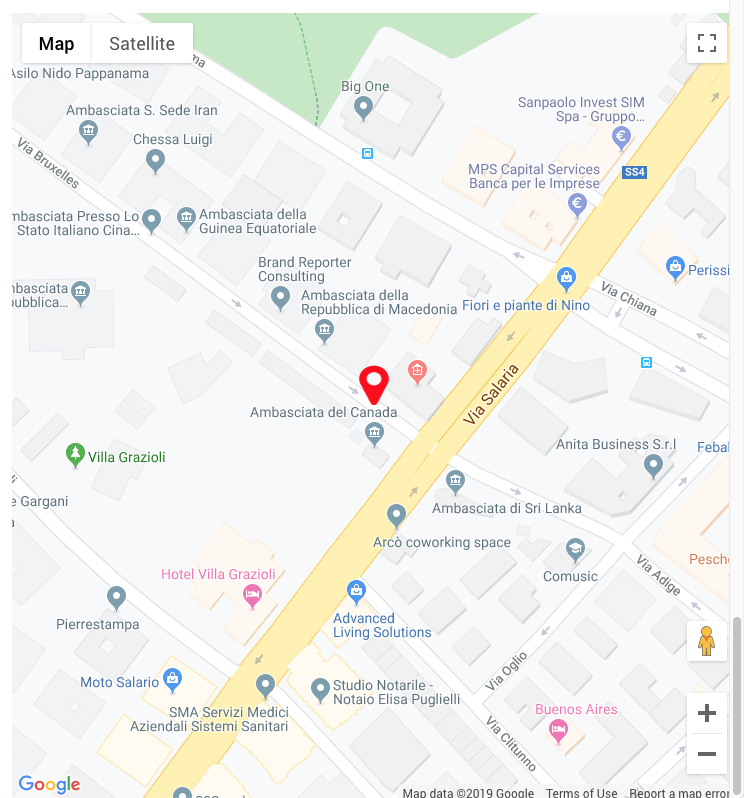 Map
Satellite
Asilo Nido Pappanama
Big One
Sanpaolo Invest SIM
Spa - Gruppo...
Ambasciata S. Sede Iran
Chessa Luigi
Via Bruxelles
MPS Capital Services
Banca per le Imprese
SS4
mbasciata Presso Lo
Stato Italiano Cina...
Ambasciata della
Guinea Equatoriale
Brand Reporter
Consulting
Perissi
mbasciata
pubblica...
Ambasciata della
Repubblica di Macedonia
Fiori e piante di Nino
Via Chiana
Via Salaria
Ambasciata del Canada
Anita Business S.r.l
Febal
Villa Grazioli
e Gargani
Ambasciata di Sri Lanka
Arcò coworking space
Hotel Villa Grazioli
Comusic
Via Adige
Pesche
Pierrestampa
Advanced
Living Solutions
Via Oglio
Moto Salario
Studio Notarile -
Notaio Elisa Puglielli
SMA Servizi Medici
Aziendali Sistemi Sanitari
Buenos Aires
Via Clitunno
Google
Map data ©2019 Google
Terms of Use
Report a map error